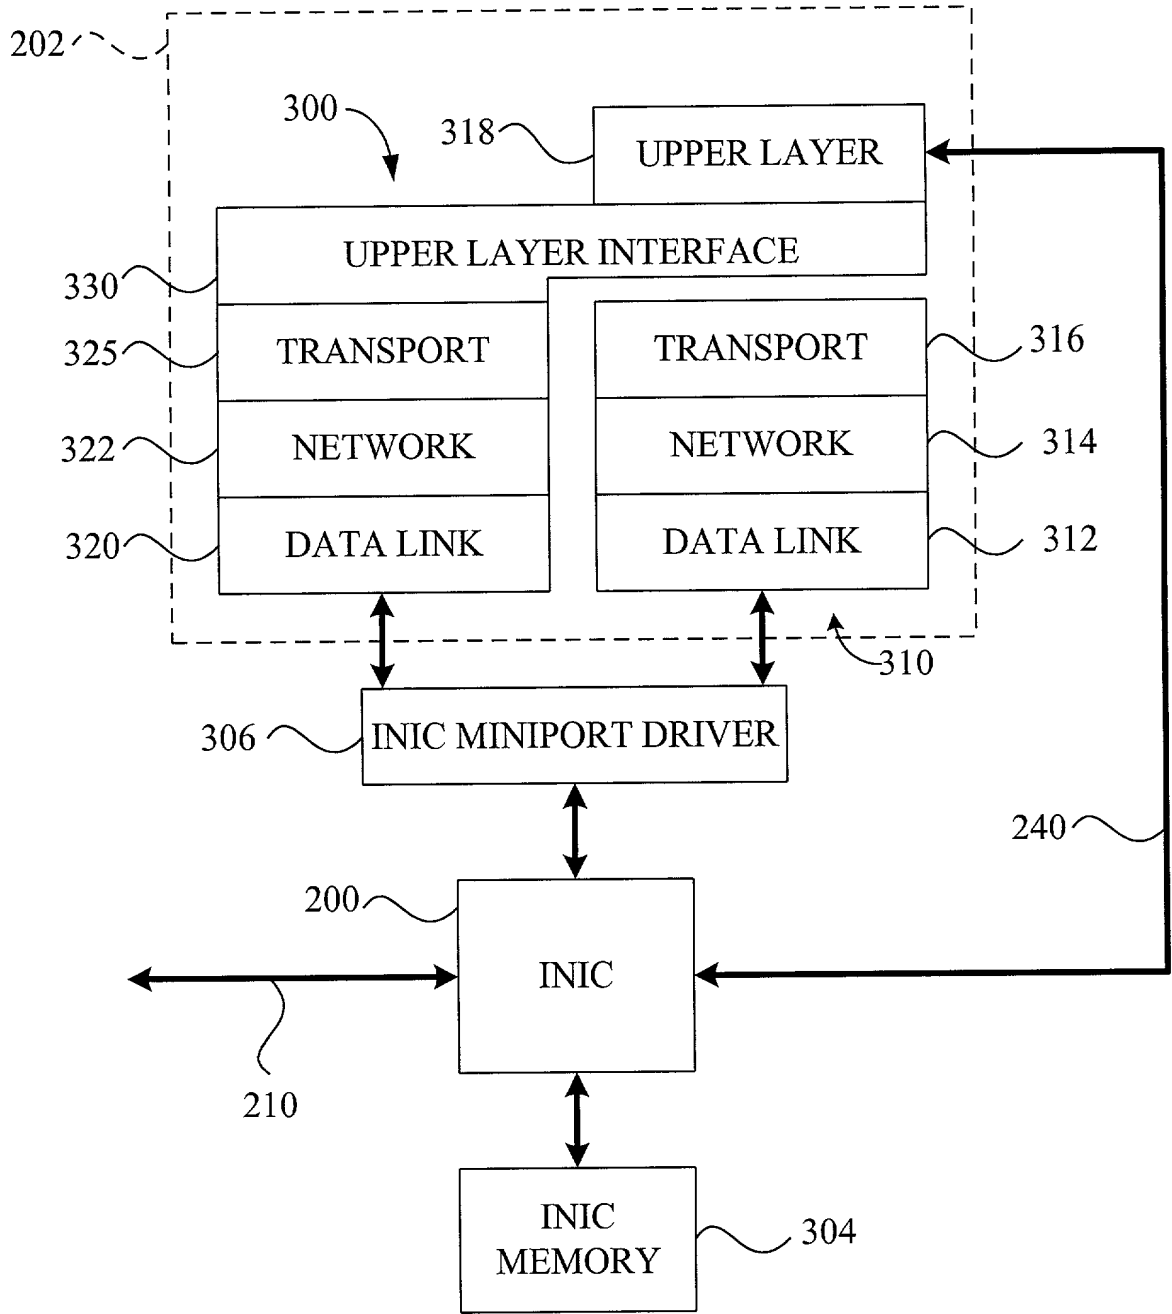 202
300
318
UPPER LAYER
UPPER LAYER INTERFACE
330
TRANSPORT
TRANSPORT
325
316
NETWORK
NETWORK
322
314
DATA LINK
DATA LINK
320
312
310
306
INIC MINIPORT DRIVER
240
200
INIC
210
INIC
MEMORY
304